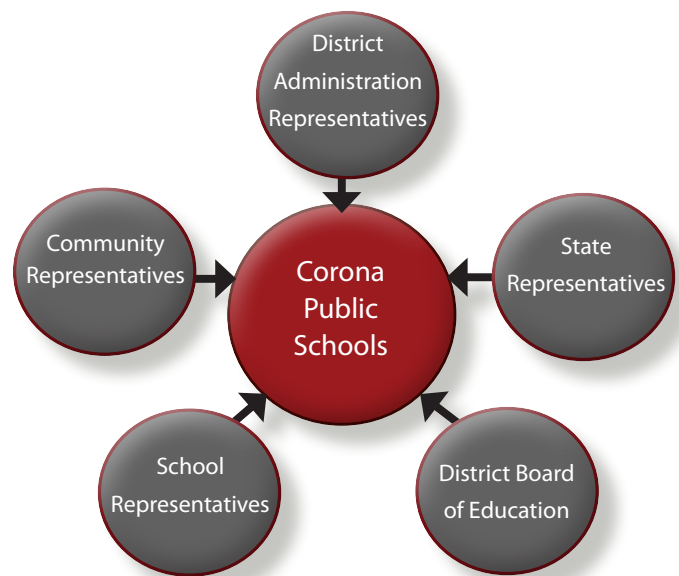 District
Administration
Representatives
Community
Representatives
State
Representatives
Corona
Public
Schools
School
Representatives
District Board
of Education